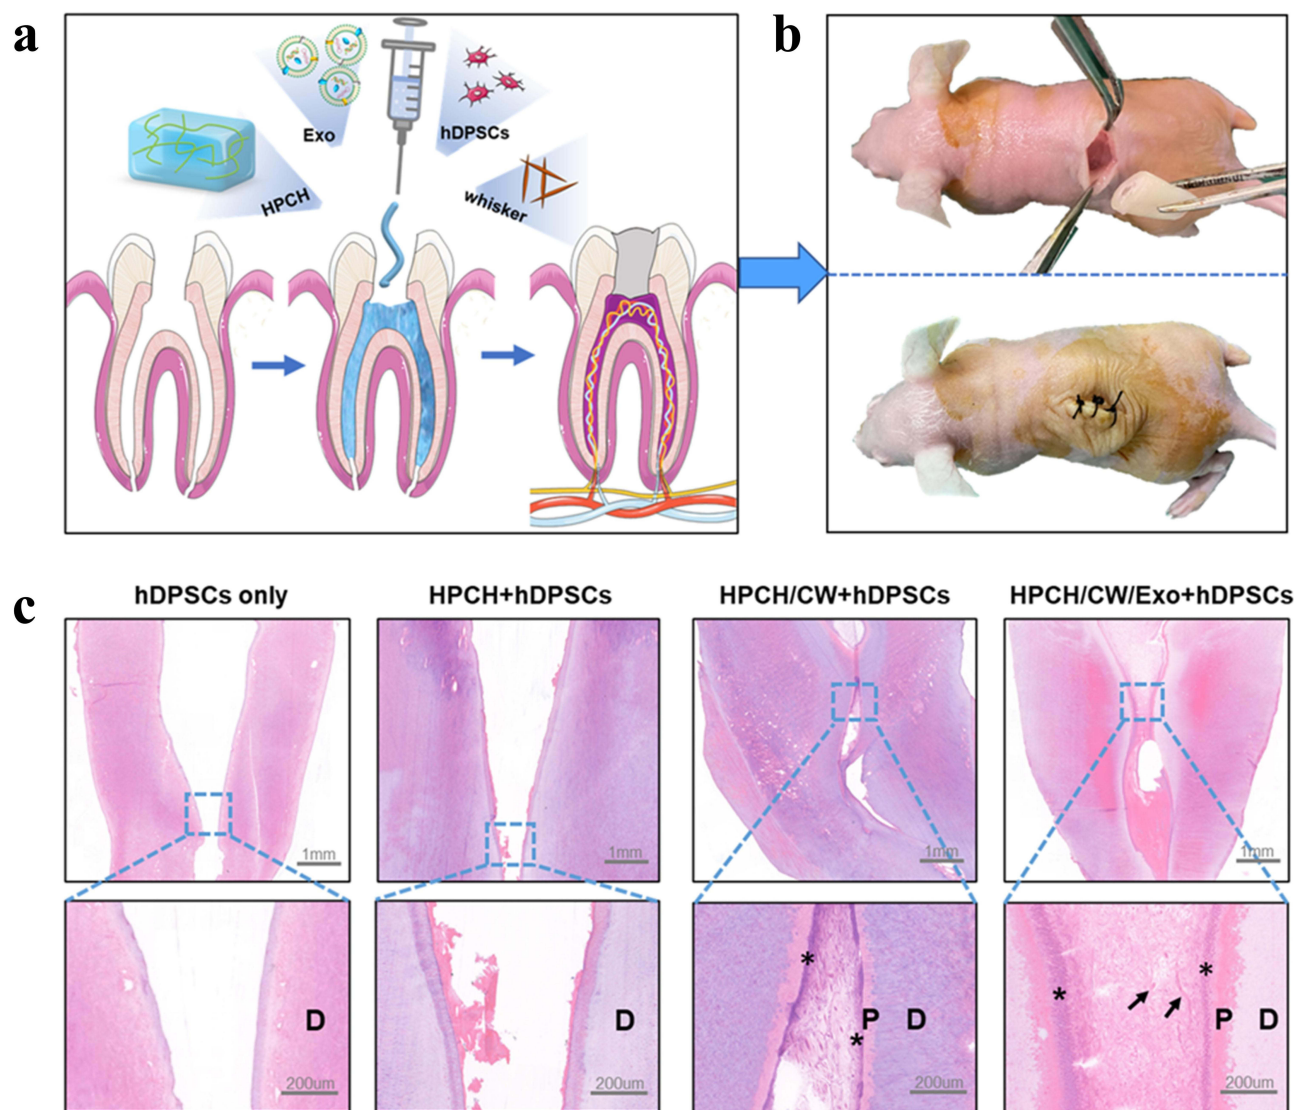 a
b
Exo
hDPSCs
HPCH
whisker
c
hDPSCs only
HPCH+hDPSCs
HPCH/CW+hDPSCs
HPCH/CW/Exo+hDPSCs
1mm
1mm
1mm
1mm
D
200um
D
200um
*
P
D
*
200um
*
*
P
D
200um